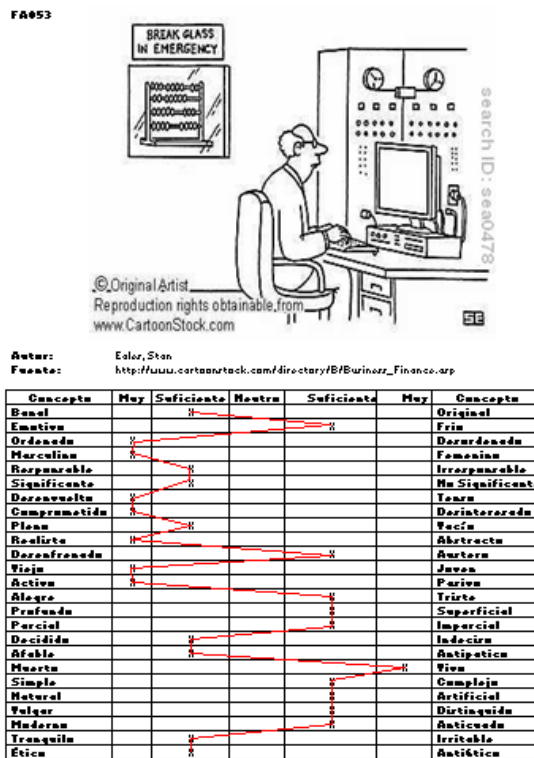 FA053
BREAK GLASS
IN EMERGENCY
search ID: sea0478
© Original Artist
Reproduction rights obtainable from
www.CartoonStock.com
SE
Autor: Eales, Stan
Fuente: http://www.cartoonstock.com/directory/B/Business_Finance.asp
Concepto Muy Suficiente Neutro Suficiente Muy Concepto
Banal Original
Emotivo Frio
Ordenado Desordenado
Masculino Femenino
Responsable Irresponsable
Significante No Significante
Desenvuelto Tenso
Comprometido Desinteresado
Pleno Vacío
Realista Abstracto
Desenfrenado Austero
Viejo Joven
Activo Pasivo
Alegre Triste
Profundo Superficial
Parcial Imparcial
Decidido Indeciso
Afable Antipatico
Muerto Vivo
Simple Complejo
Natural Artificial
Vulgar Distinguido
Moderno Anticuado
Tranquilo Irritable
Ético Antiético